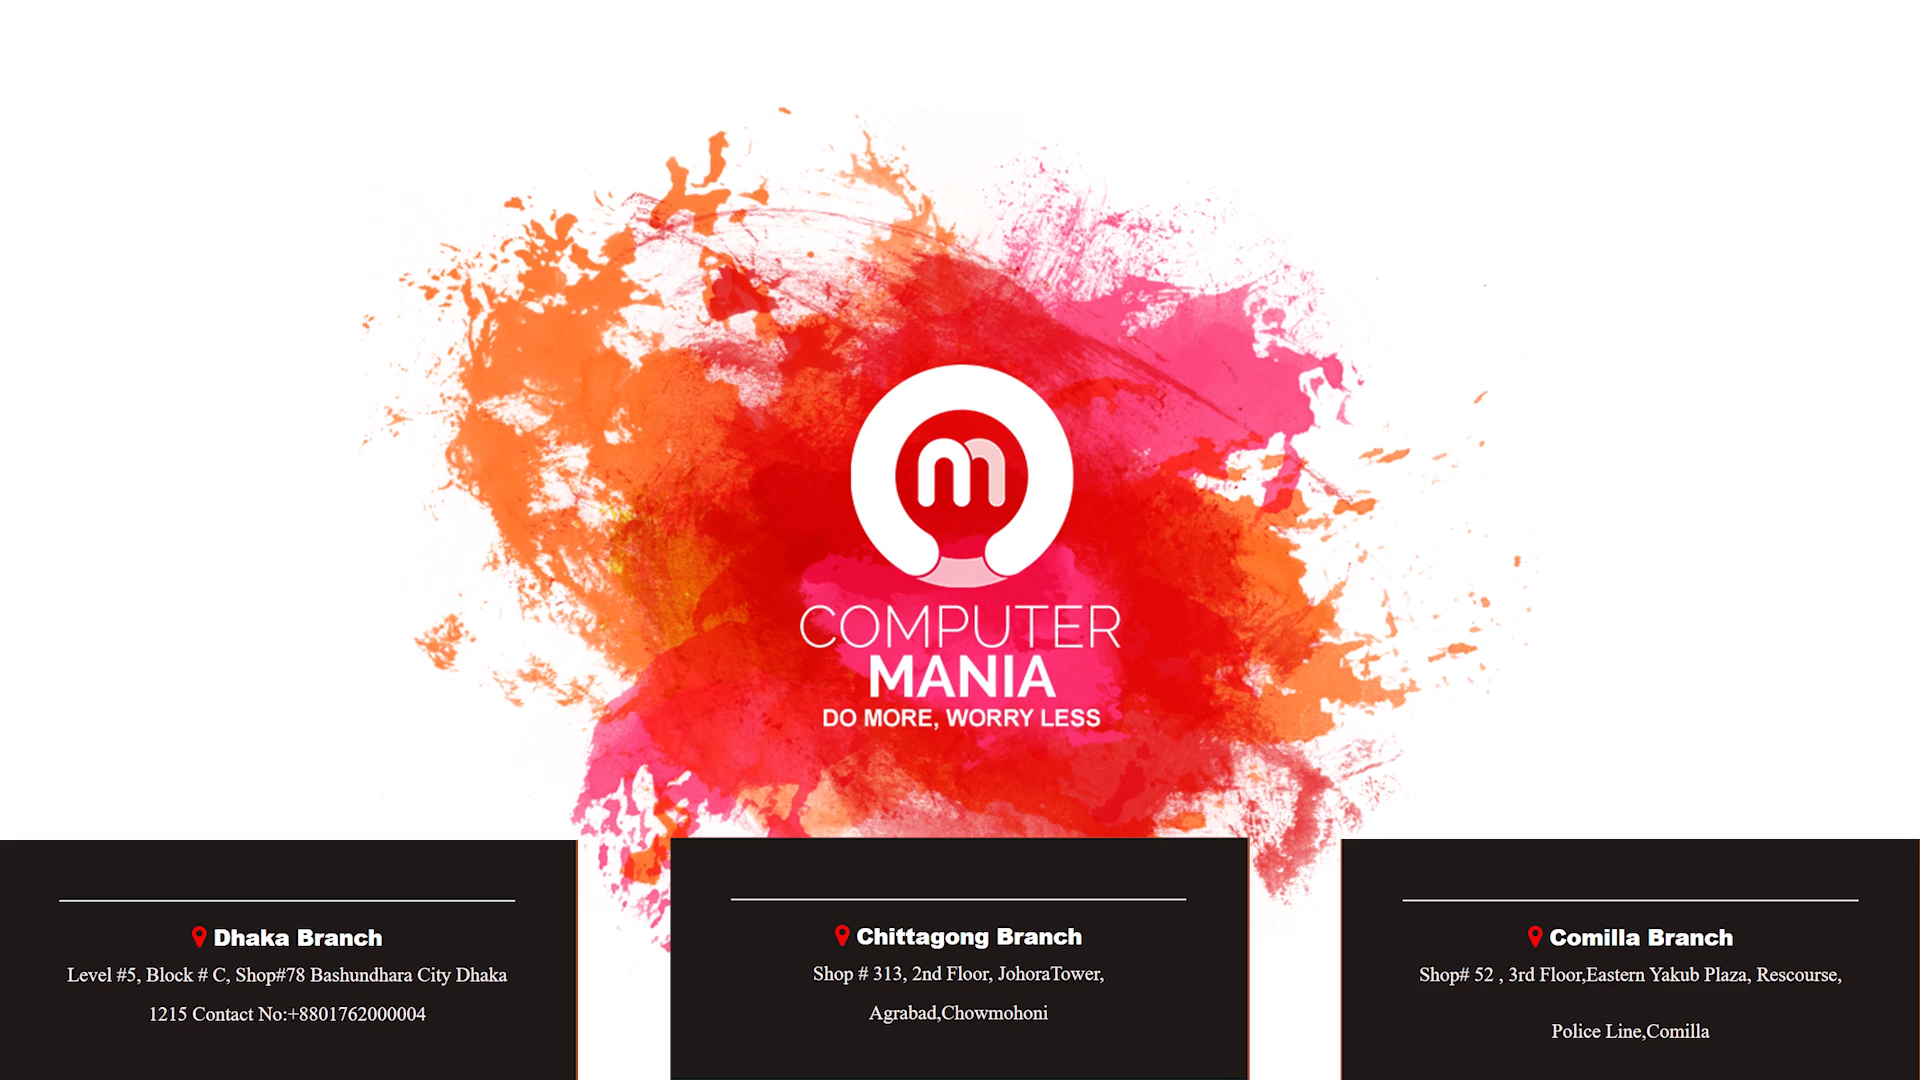 m
COMPUTER
MANIA
DO MORE, WORRY LESS
Dhaka Branch
Level #5, Block # C, Shop#78 Bashundhara City Dhaka
1215 Contact No:+8801762000004
Chittagong Branch
Shop # 313, 2nd Floor, JohoraTower,
Agrabad,Chowmohoni
Comilla Branch
Shop# 52 , 3rd Floor,Eastern Yakub Plaza, Rescourse,
Police Line,Comilla